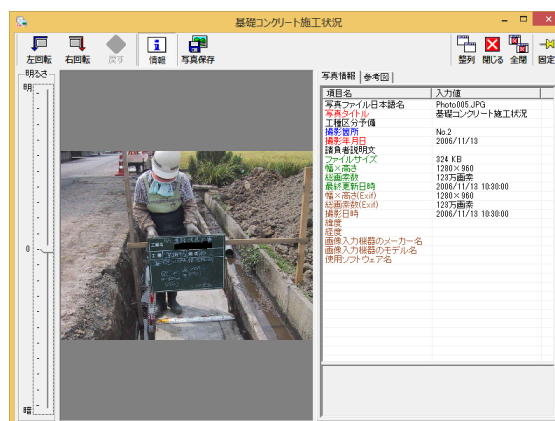 基礎コンクリート施工状況
左回転 右回転 戻す 情報 写真保存 整列 閉じる 全閉 固定
明るさ
明
0
暗
写真情報 参考図
項目名 入力値
写真ファイル日本語名 Photo005.JPG
写真タイトル 基礎コンクリート施工状況
工種区分予備
撮影箇所 No.2
撮影年月日 2006/11/13
請負者説明文
ファイルサイズ 324 KB
幅×高さ 1280×960
総画素数 123万画素
最終更新日時 2006/11/13 10:30:00
幅×高さ(Exif) 1280×960
総画素数(Exif) 123万画素
撮影日時 2006/11/13 10:30:00
緯度
経度
画像入力機器のメーカー名
画像入力機器のモデル名
使用ソフトウェア名
工事名
工種